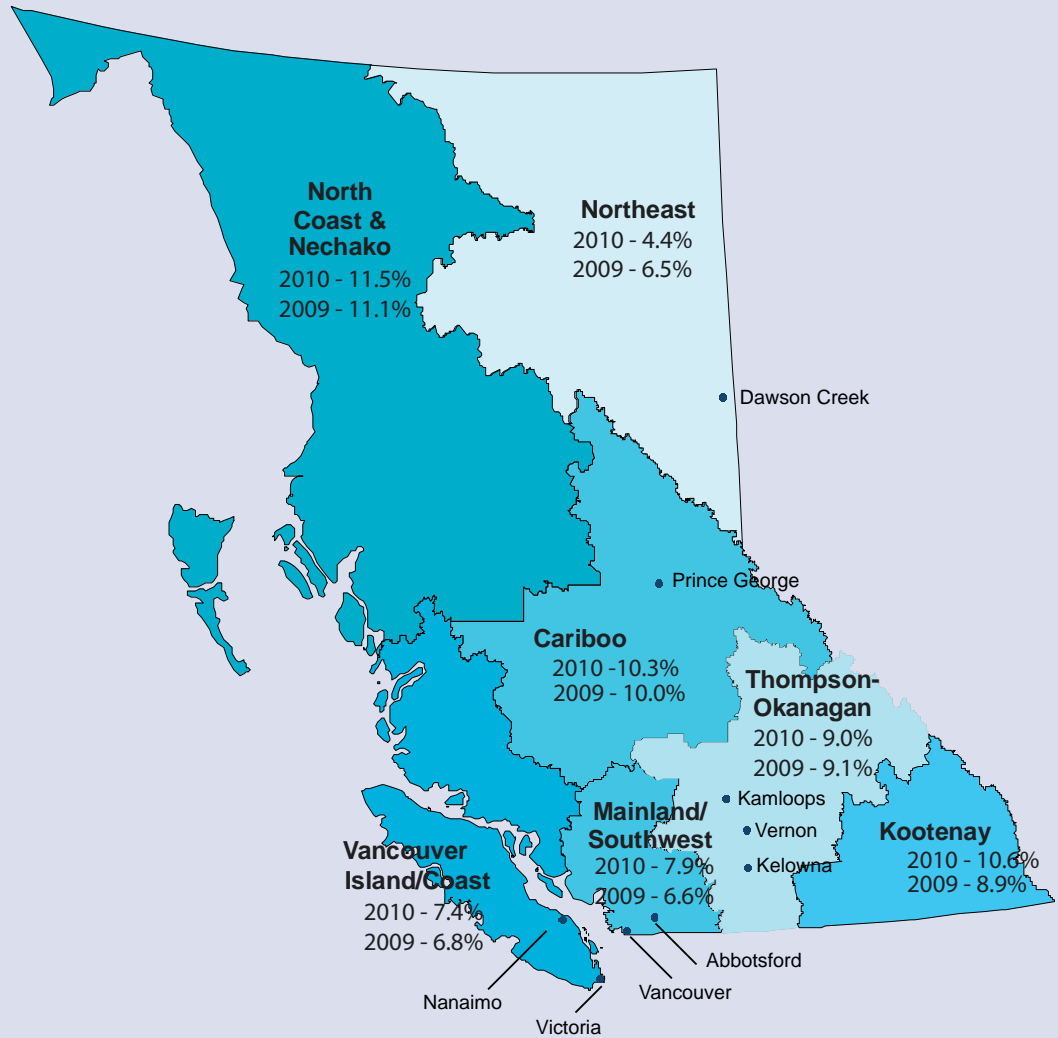 North
Coast &
Nechako
2010 - 11.5%
2009 - 11.1%
Northeast
2010 - 4.4%
2009 - 6.5%
Dawson Creek
Prince George
Cariboo
2010 -10.3%
2009 - 10.0%
Thompson-
Okanagan
2010 - 9.0%
2009 - 9.1%
Kamloops
Vernon
Kelowna
Mainland/
Southwest
2010 - 7.9%
2009 - 6.6%
Kootenay
2010 - 10.6%
2009 - 8.9%
Vancouver
Island/Coast
2010 - 7.4%
2009 - 6.8%
Abbotsford
Vancouver
Nanaimo
Victoria